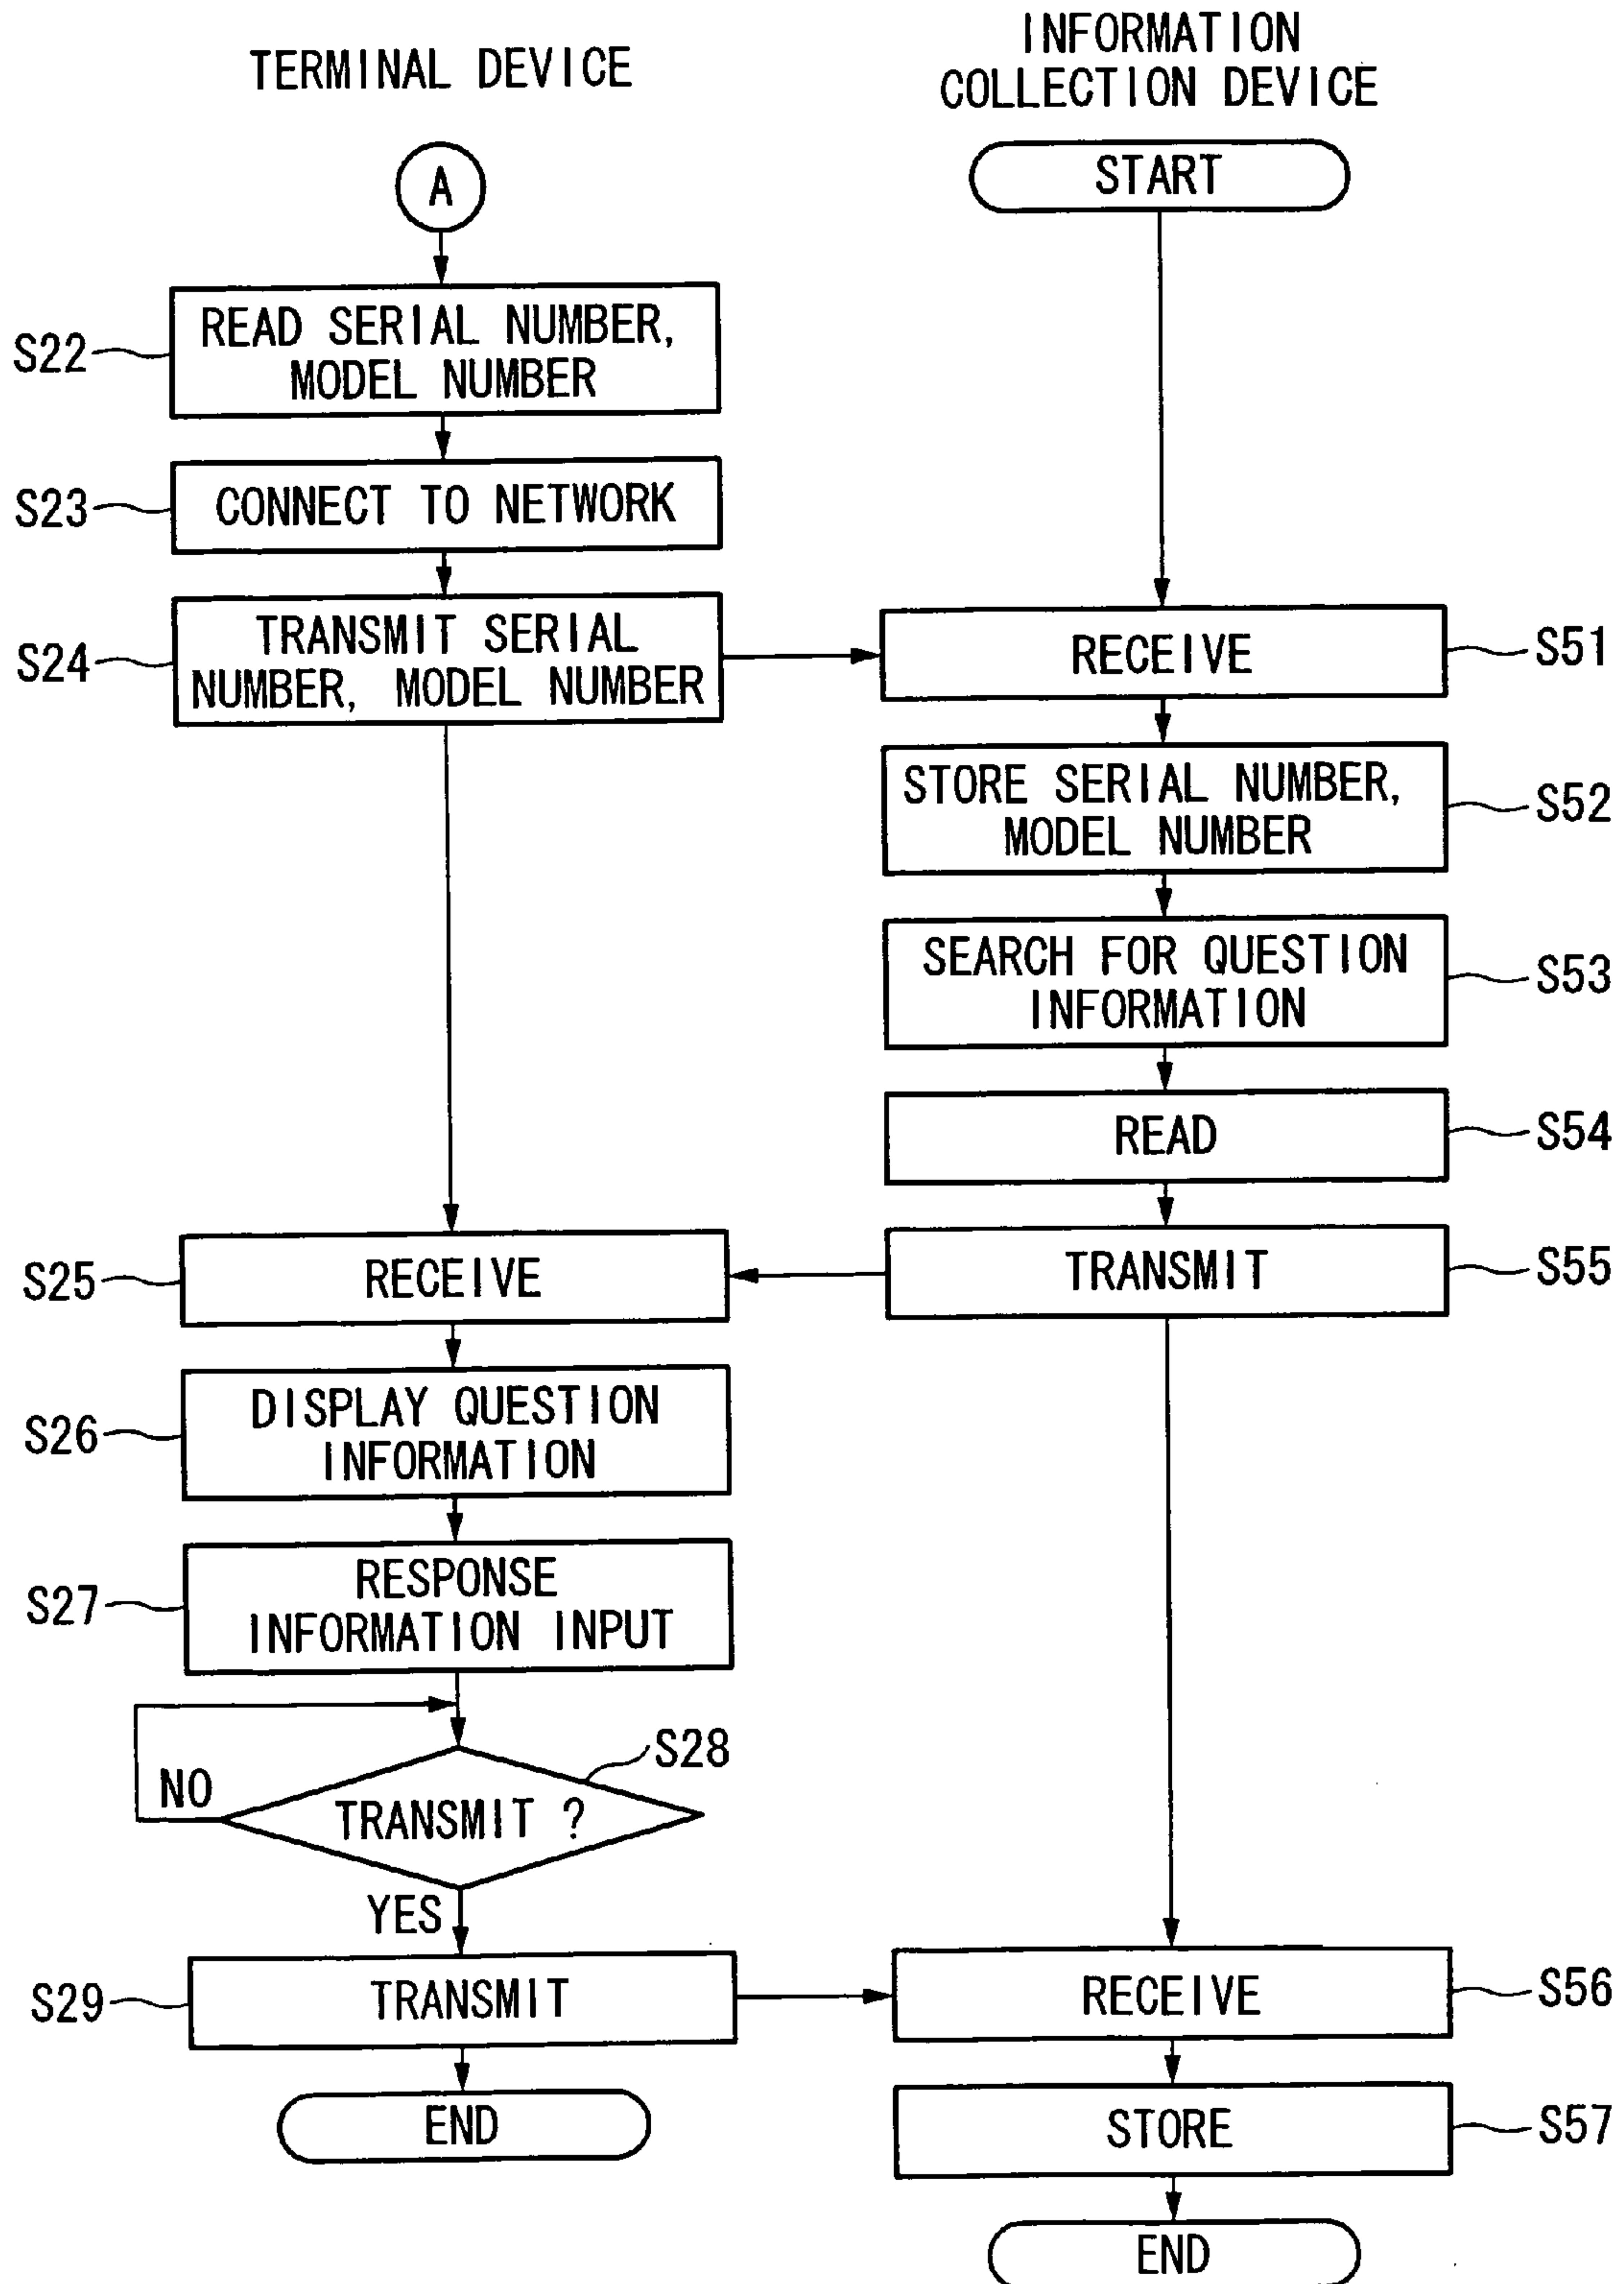 TERMINAL DEVICE
INFORMATION
COLLECTION DEVICE
A
START
S22
READ SERIAL NUMBER,
MODEL NUMBER
S23
CONNECT TO NETWORK
S24
TRANSMIT SERIAL
NUMBER, MODEL NUMBER
RECEIVE
S51
STORE SERIAL NUMBER,
MODEL NUMBER
S52
SEARCH FOR QUESTION
INFORMATION
S53
READ
S54
S25
RECEIVE
TRANSMIT
S55
S26
DISPLAY QUESTION
INFORMATION
S27
RESPONSE
INFORMATION INPUT
S28
NO
TRANSMIT ?
YES
S29
TRANSMIT
RECEIVE
S56
END
STORE
S57
END